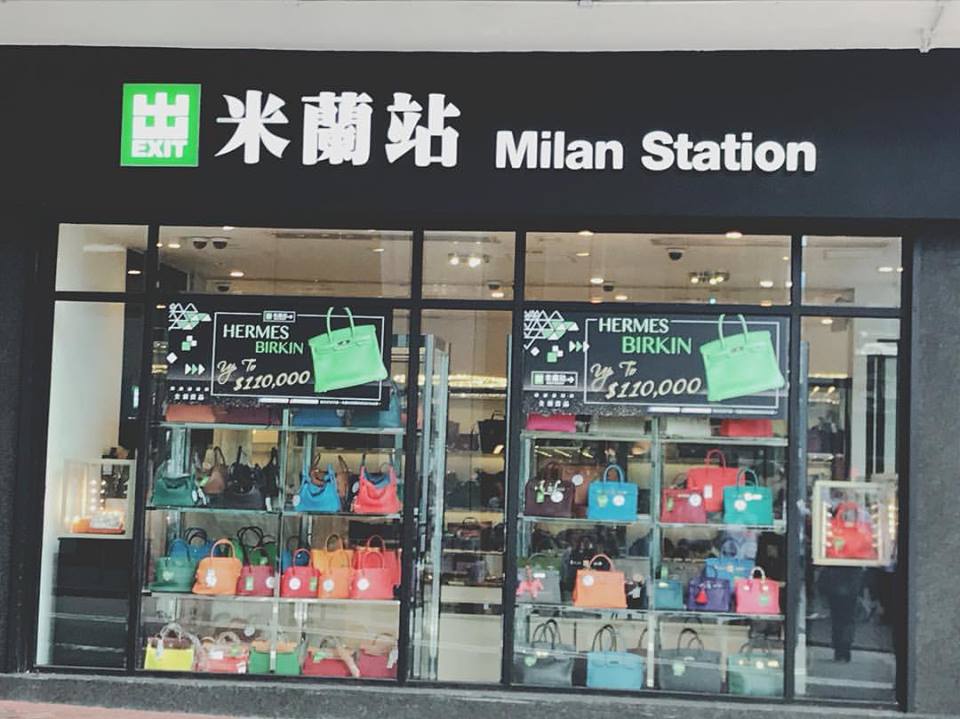 出
EXIT
米蘭站 Milan Station
HERMES
BIRKIN
Up To
$110,000
HERMES
BIRKIN
Up To
$110,000